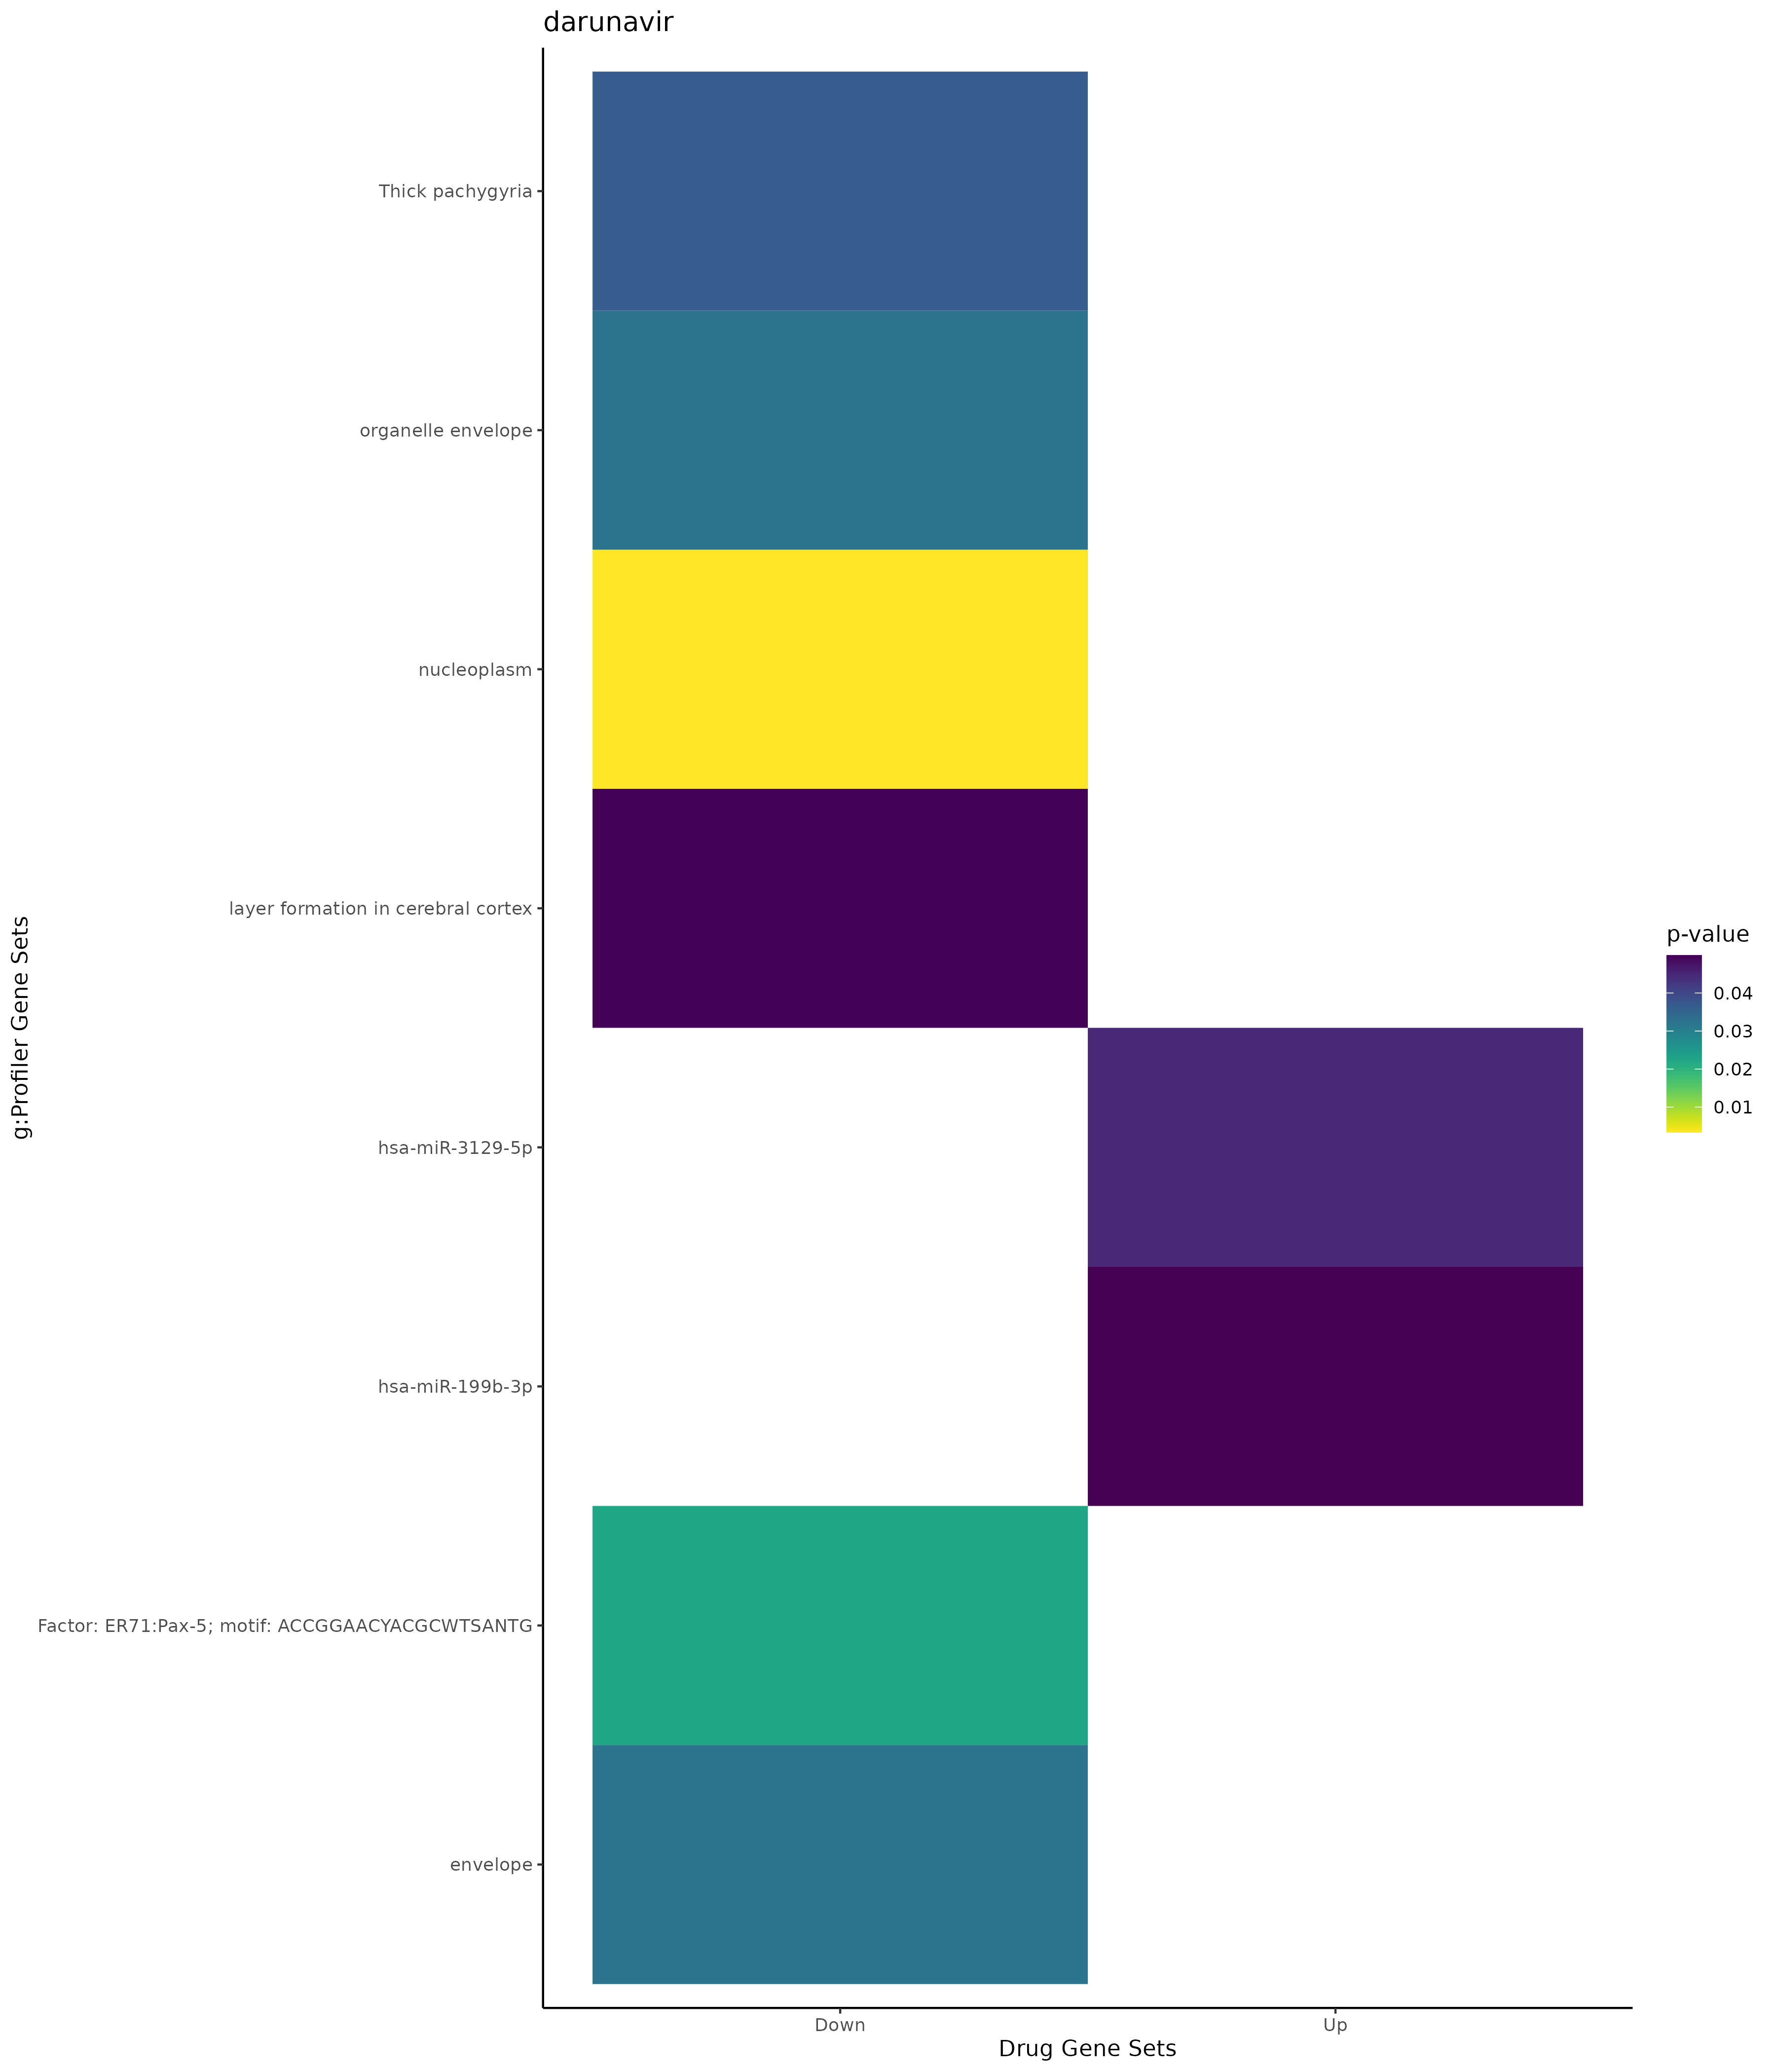 darunavir
g:Profiler Gene Sets
Thick pachygyria
organelle envelope
nucleoplasm
layer formation in cerebral cortex
hsa-miR-3129-5p
hsa-miR-199b-3p
Factor: ER71:Pax-5; motif: ACCGGAACYACGCWTSANTG
envelope
Down
Up
Drug Gene Sets
p-value
0.04
0.03
0.02
0.01